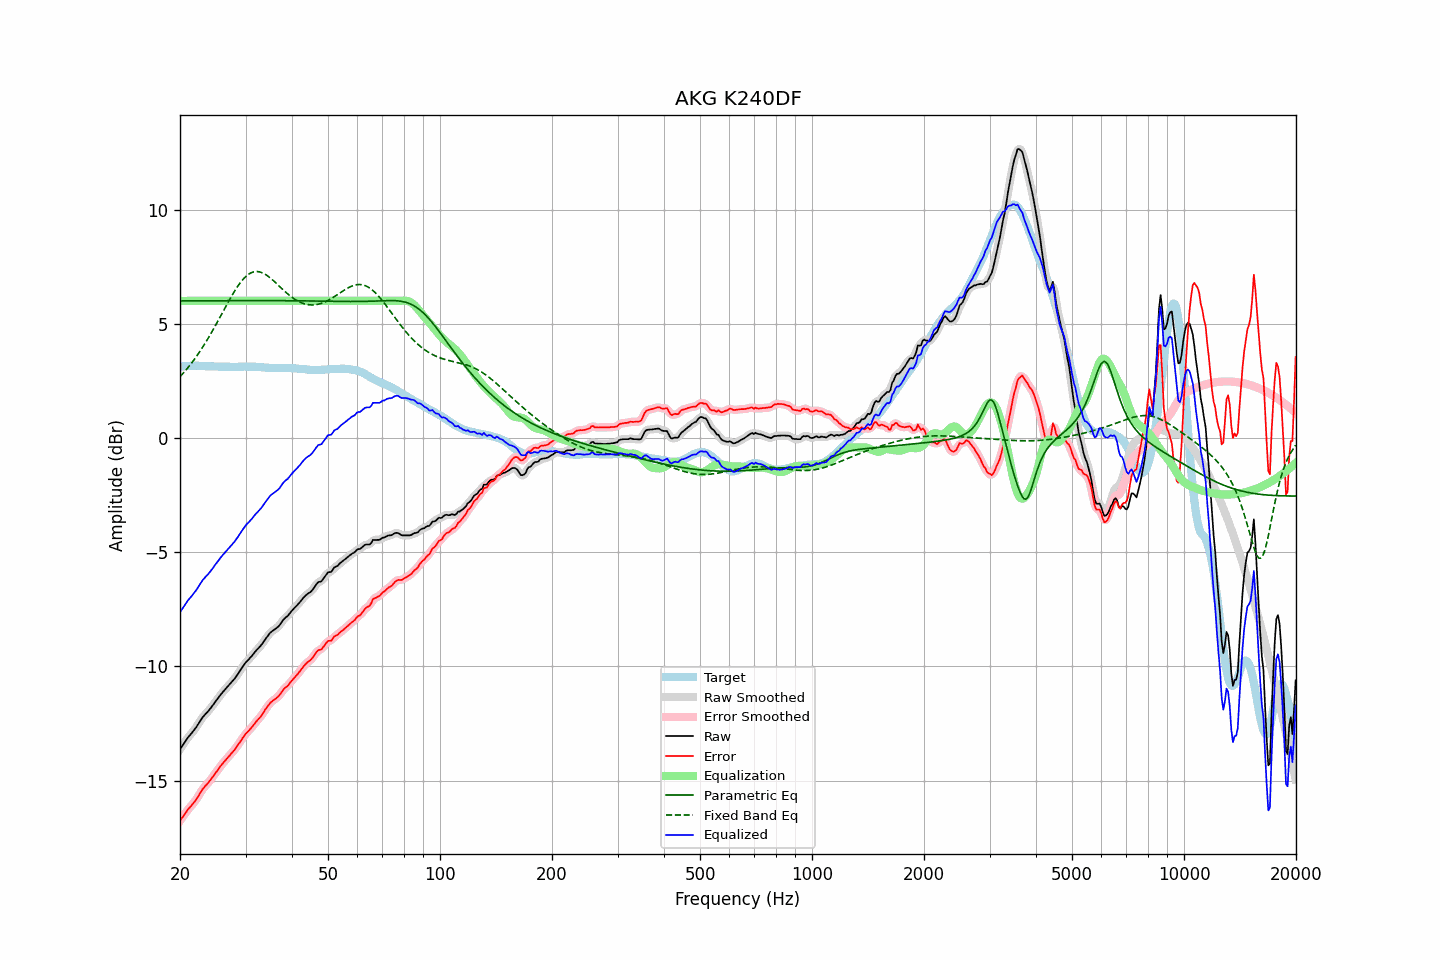 AKG K240DF
Amplitude (dBr)
10
5
0
−5
−10
−15
20
50
100
200
500
1000
2000
5000
10000
20000
Frequency (Hz)
Target
Raw Smoothed
Error Smoothed
Raw
Error
Equalization
Parametric Eq
Fixed Band Eq
Equalized